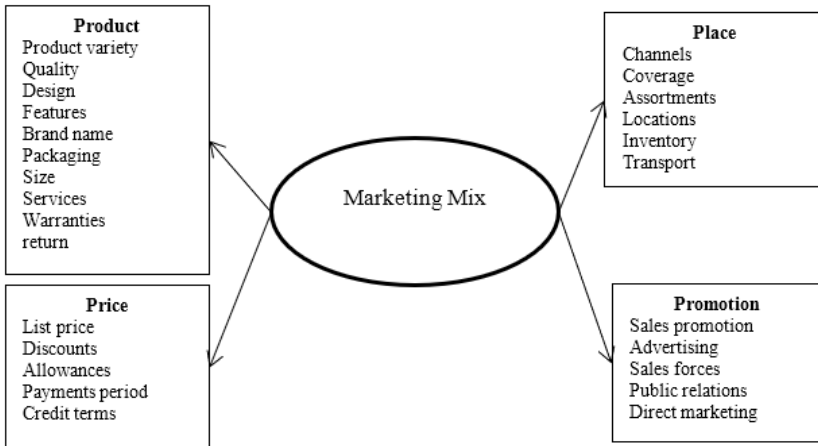 Product
Product variety
Quality
Design
Features
Brand name
Packaging
Size
Services
Warranties
return
Price
List price
Discounts
Allowances
Payments period
Credit terms
Marketing Mix
Place
Channels
Coverage
Assortments
Locations
Inventory
Transport
Promotion
Sales promotion
Advertising
Sales forces
Public relations
Direct marketing